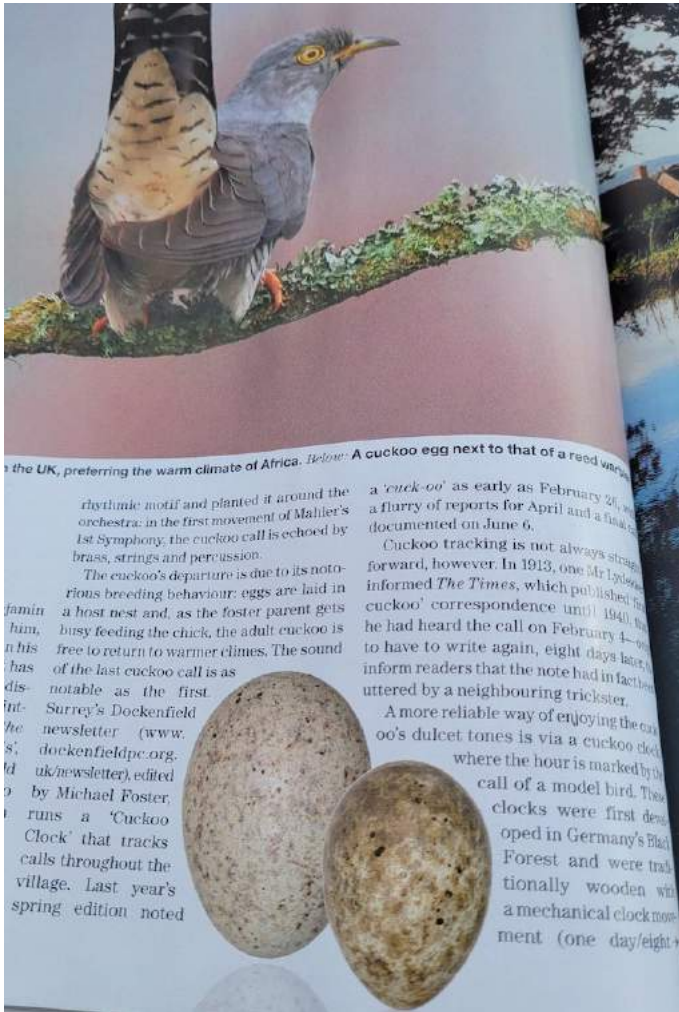 the UK, preferring the warm climate of Africa. Below: A cuckoo egg next to that of a reed
rhythmic motif and planted it around the
orchestra: in the first movement of Mahler's
1st Symphony, the cuckoo call is echoed by
brass, strings and percussion.
The cuckoo's departure is due to its noto-
rious breeding behaviour: eggs are laid in
a host nest and, as the foster parent gets
busy feeding the chick, the adult cuckoo is
free to return to warmer climes. The sound
of the last cuckoo call is as
notable as the first.
Surrey's Dockenfield
newsletter (www.
dockenfieldpc.org.
uk/newsletter), edited
by Michael Foster,
runs a 'Cuckoo
Clock' that tracks
calls throughout the
village. Last year's
spring edition noted
a 'cuck-oo' as early as February
a flurry of reports for April and a final
documented on June 6.
Cuckoo tracking is not always
forward, however. In 1913, one Mr
informed The Times, which published
cuckoo' correspondence until 1940,
he had heard the call on February 4—
to have to write again, eight days later,
inform readers that the note had in fact been
uttered by a neighbouring trickster.
A more reliable way of enjoying the
oo's dulcet tones is via a cuckoo clock
where the hour is marked by the
call of a model bird. These
clocks were first
oped in Germany's Black
Forest and were
tionally wooden with
a mechanical clock move-
ment (one day/eight-